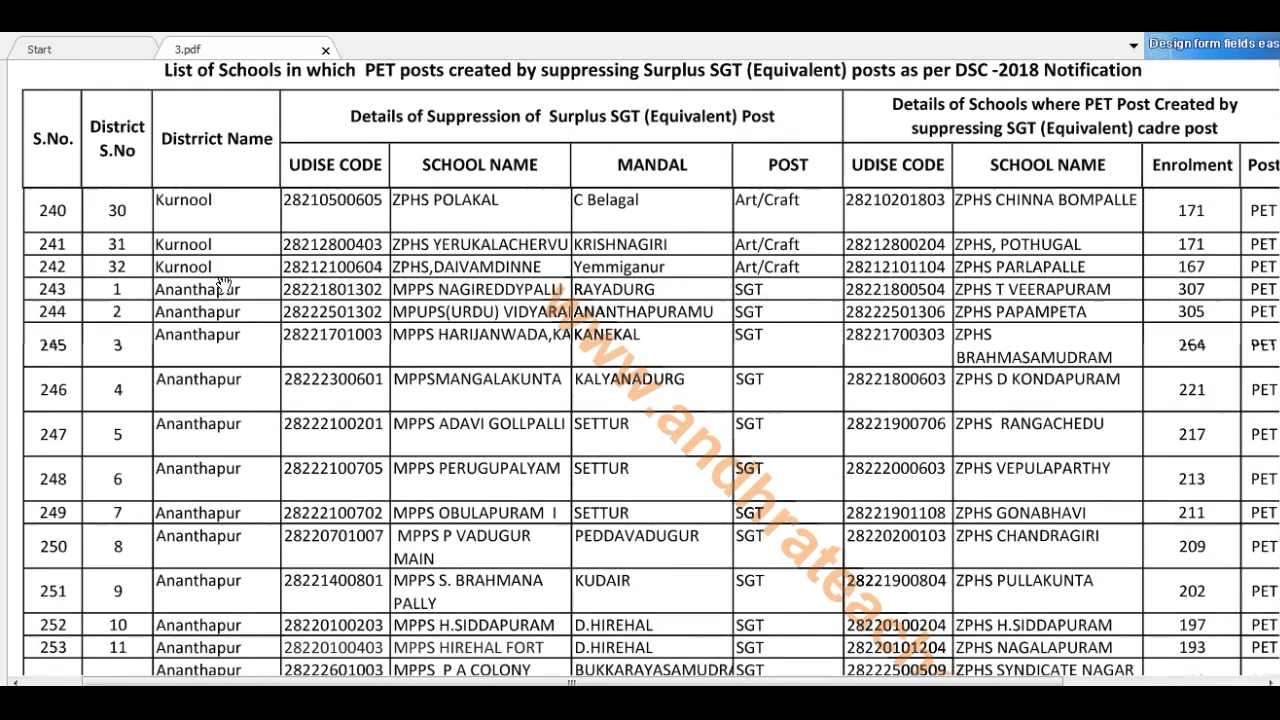 Start
3.pdf
Design form fields eas
List of Schools in which PET posts created by suppressing Surplus SGT (Equivalent) posts as per DSC -2018 Notification
S.No. District S.No Distrrict Name Details of Suppression of Surplus SGT (Equivalent) Post Details of Schools where PET Post Created by suppressing SGT (Equivalent) cadre post
UDISE CODE SCHOOL NAME MANDAL POST UDISE CODE SCHOOL NAME Enrolment Post
240 30 Kurnool 28210500605 ZPHS POLAKAL C Belagal Art/Craft 28210201803 ZPHS CHINNA BOMPALLE 171 PET
241 31 Kurnool 28212800403 ZPHS YERUKALACHERVU KRISHNAGIRI Art/Craft 28212800204 ZPHS, POTHUGAL 171 PET
242 32 Kurnool 28212100604 ZPHS,DAIVAMDINNE Yemmiganur Art/Craft 28212101104 ZPHS PARLAPALLE 167 PET
243 1 Ananthapur 28221801302 MPPS NAGIREDDYPALLI RAYADURG SGT 28221800504 ZPHS T VEERAPURAM 307 PET
244 2 Ananthapur 28222501302 MPUPS(URDU) VIDYARA ANANTHAPURAMU SGT 28222501306 ZPHS PAPAMPETA 305 PET
245 3 Ananthapur 28221701003 MPPS HARIJANWADA,KA KANEKAL SGT 28221700303 ZPHS BRAHMASAMUDRAM 264 PET
246 4 Ananthapur 28222300601 MPPSMANGALAKUNTA KALYANADURG SGT 28221800603 ZPHS D KONDAPURAM 221 PET
247 5 Ananthapur 28222100201 MPPS ADAVI GOLLPALLI SETTUR SGT 28221900706 ZPHS RANGACHEDU 217 PET
248 6 Ananthapur 28222100705 MPPS PERUGUPALYAM SETTUR SGT 28222000603 ZPHS VEPULAPARTHY 213 PET
249 7 Ananthapur 28222100702 MPPS OBULAPURAM I SETTUR SGT 28221901108 ZPHS GONABHAVI 211 PET
250 8 Ananthapur 28220701007 MPPS P VADUGUR MAIN PEDDAVADUGUR SGT 28220200103 ZPHS CHANDRAGIRI 209 PET
251 9 Ananthapur 28221400801 MPPS S. BRAHMANA PALLY KUDAIR SGT 28221900804 ZPHS PULLAKUNTA 202 PET
252 10 Ananthapur 28220100203 MPPS H.SIDDAPURAM D.HIREHAL SGT 28220100204 ZPHS H.SIDDAPURAM 197 PET
253 11 Ananthapur 28220100403 MPPS HIREHAL FORT D.HIREHAL SGT 28220101204 ZPHS NAGALAPURAM 193 PET
Ananthapur 28222601003 MPPS P A COLONY BUKKARAYASAMUDRA SGT 28222500509 ZPHS SYNDICATE NAGAR
www.andhrateach